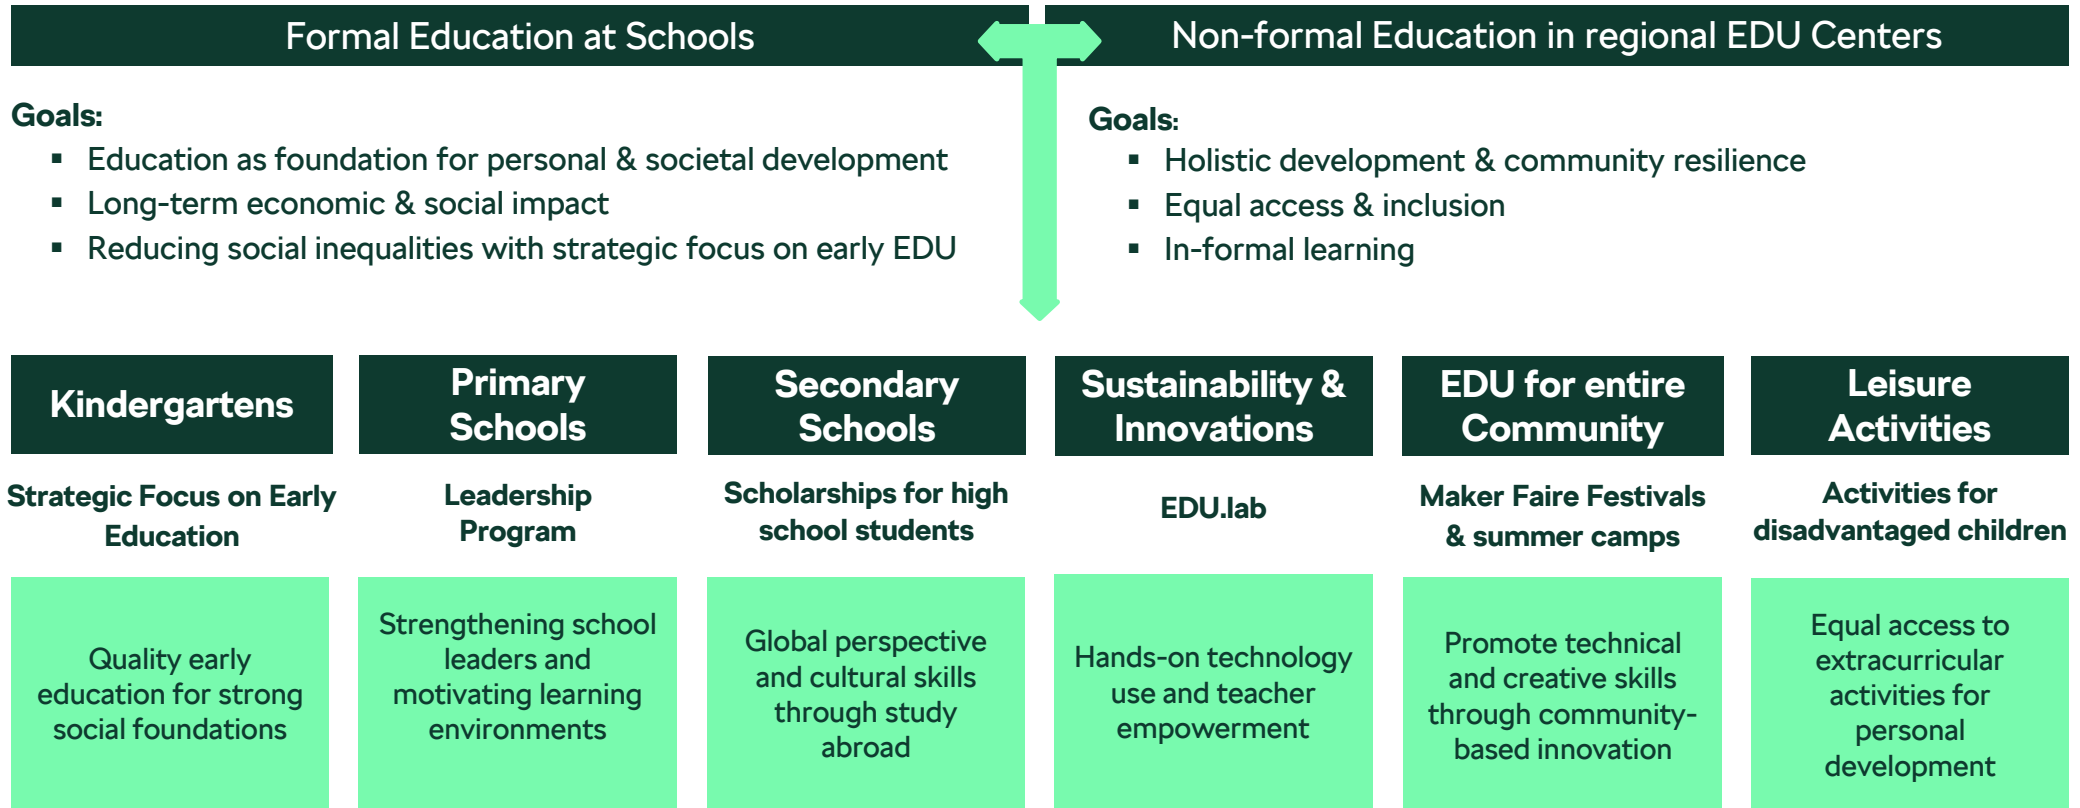 Formal Education at Schools
Non-formal Education in regional EDU Centers
Goals:
▪ Education as foundation for personal & societal development
▪ Long-term economic & social impact
▪ Reducing social inequalities with strategic focus on early EDU
Goals:
▪ Holistic development & community resilience
▪ Equal access & inclusion
▪ In-formal learning
Kindergartens
Strategic Focus on Early
Education
Quality early
education for strong
social foundations
Primary
Schools
Leadership
Program
Strengthening school
leaders and
motivating learning
environments
Secondary
Schools
Scholarships for high
school students
Global perspective
and cultural skills
through study
abroad
Sustainability &
Innovations
EDU.lab
Hands-on technology
use and teacher
empowerment
EDU for entire
Community
Maker Faire Festivals
& summer camps
Promote technical
and creative skills
through community-
based innovation
Leisure
Activities
Activities for
disadvantaged children
Equal access to
extracurricular
activities for
personal
development